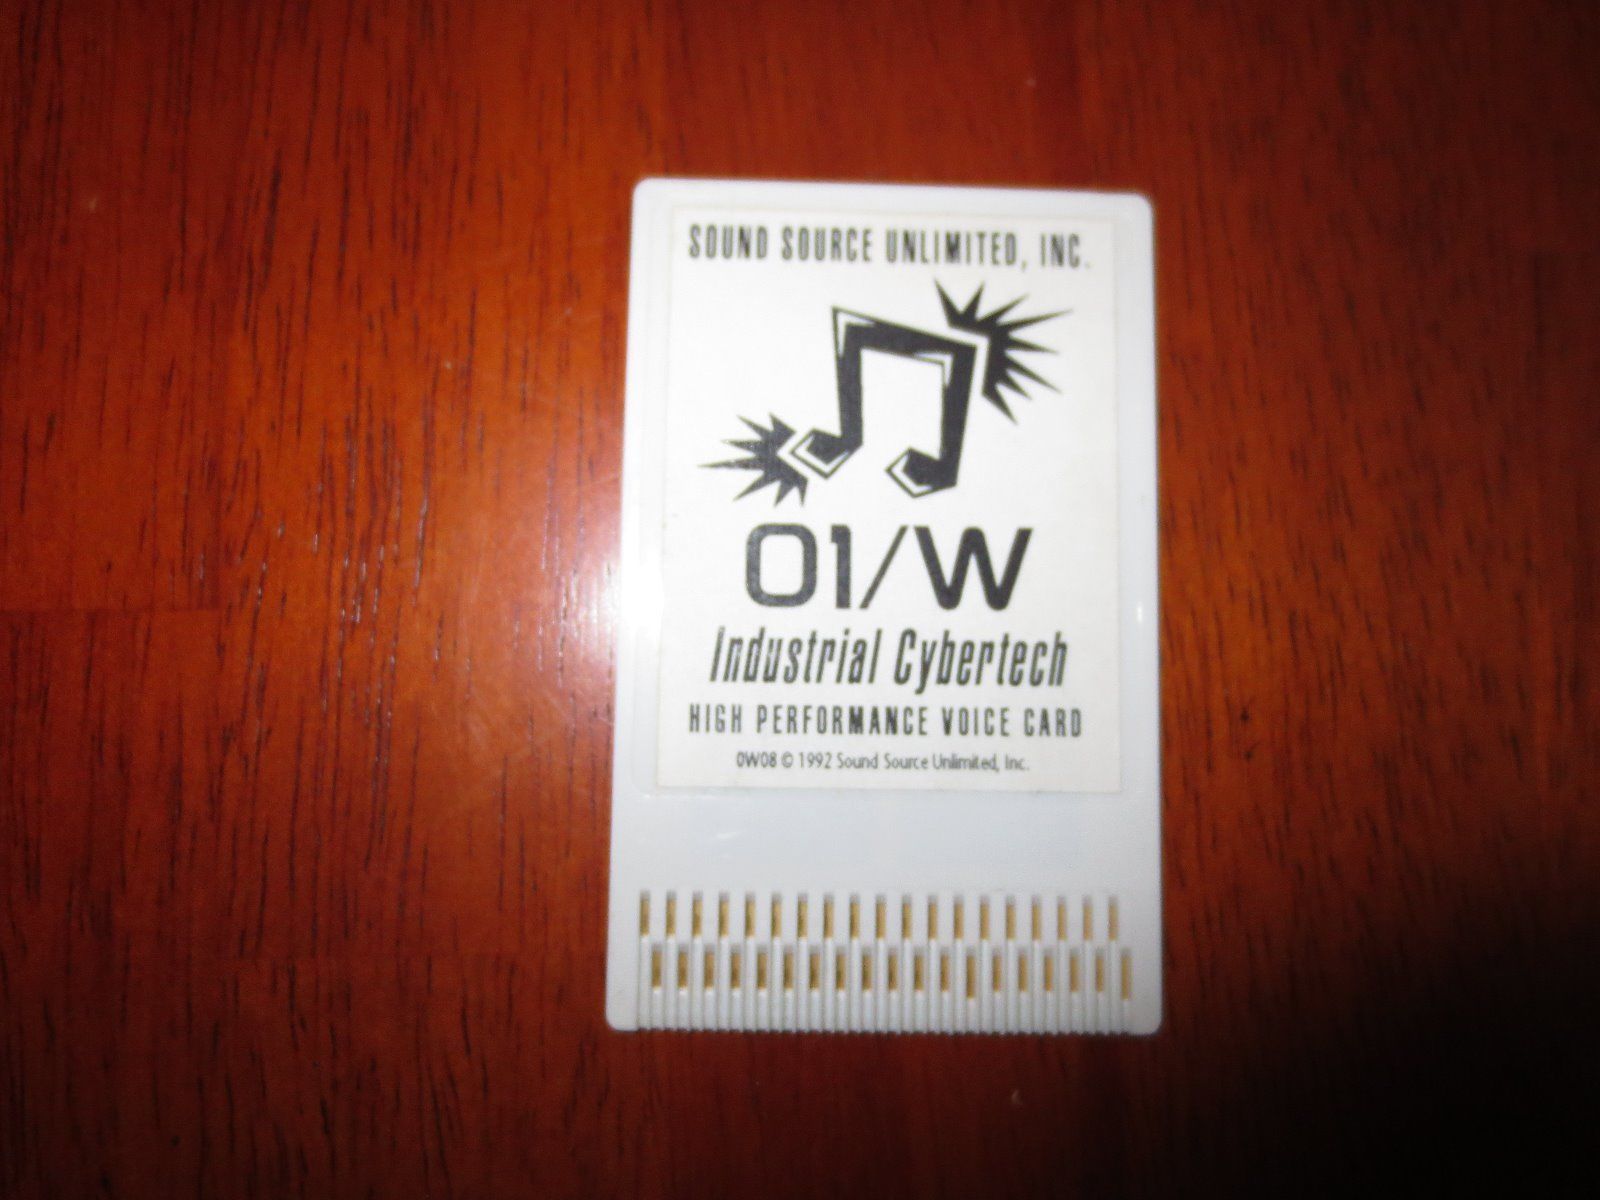 SOUND SOURCE UNLIMITED, INC.
01/W
Industrial Cybertech
HIGH PERFORMANCE VOICE CARD
0W08 © 1992 Sound Source Unlimited, Inc.